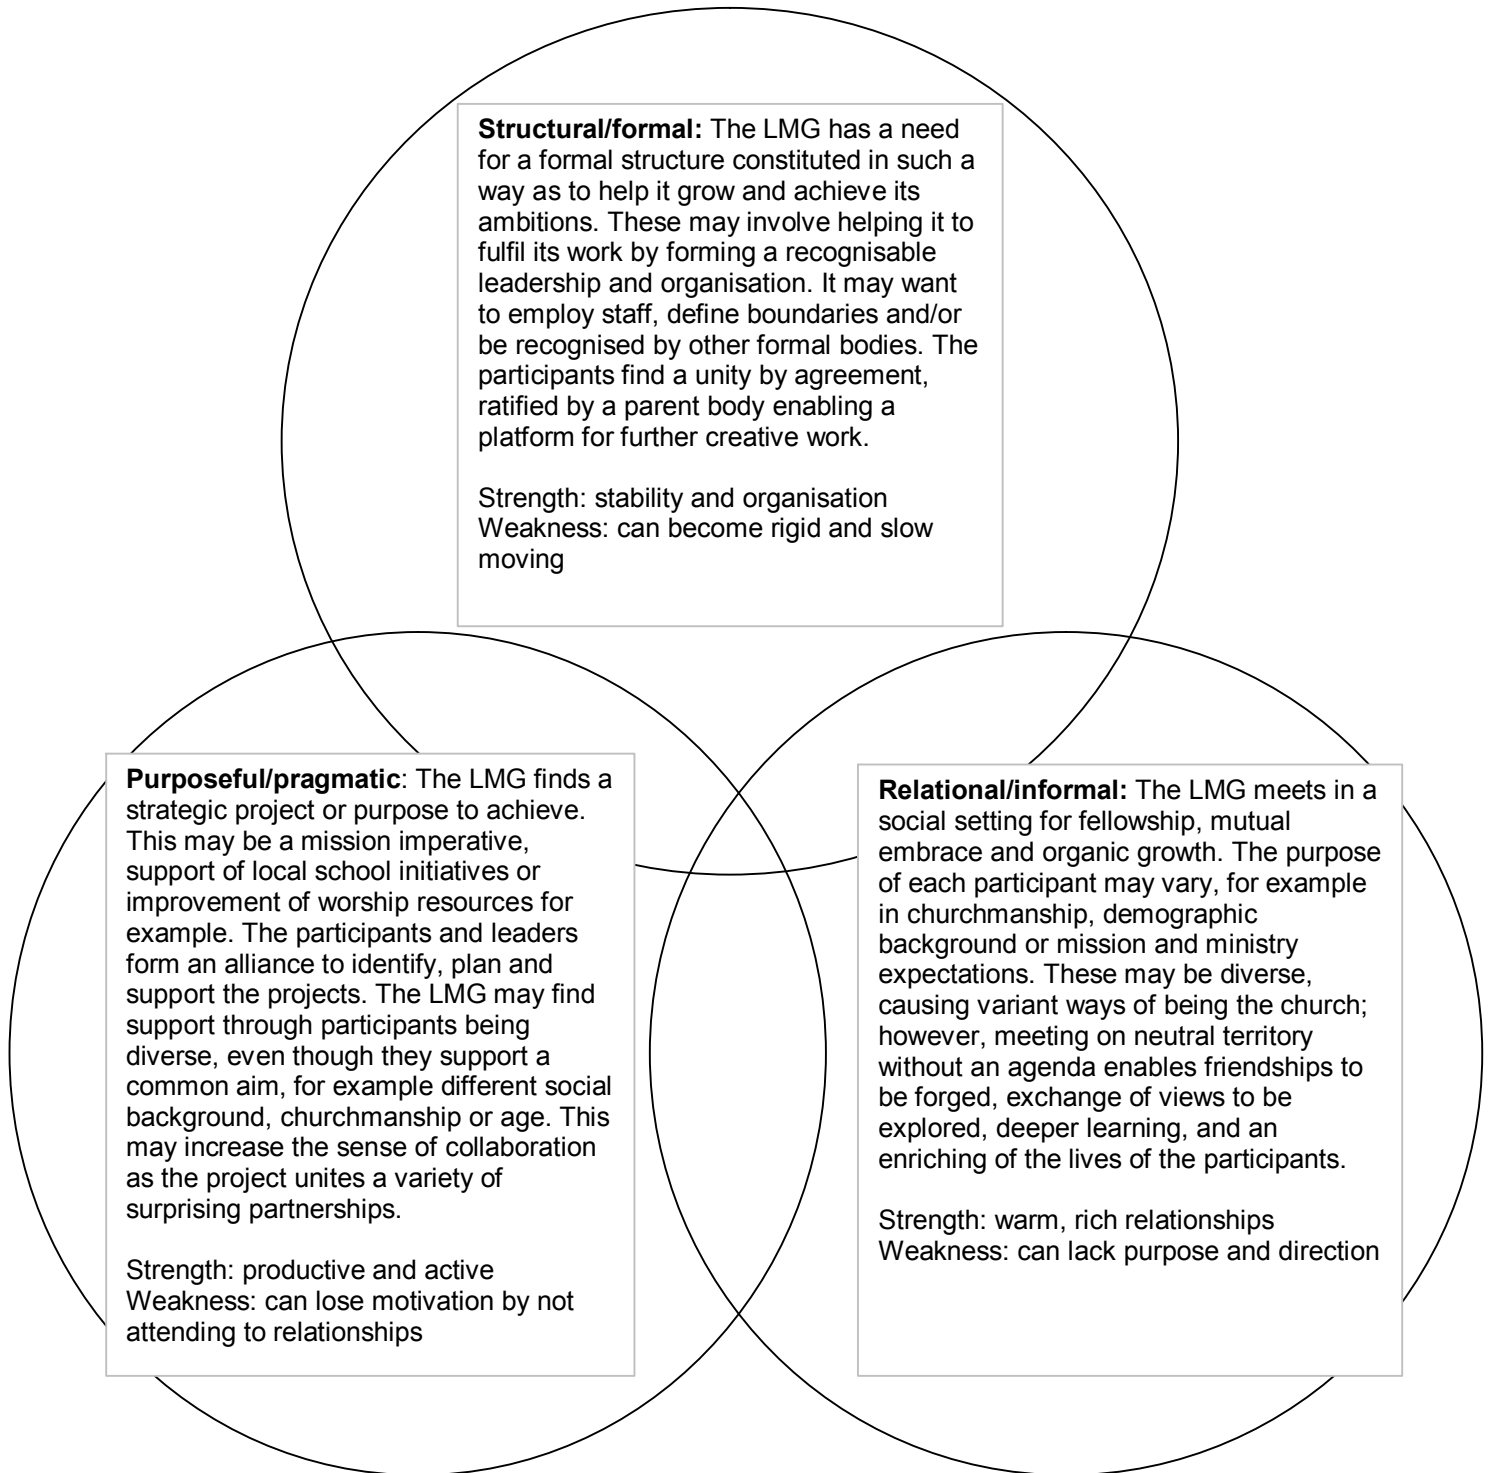 Structural/formal: The LMG has a need
for a formal structure constituted in such a
way as to help it grow and achieve its
ambitions. These may involve helping it to
fulfil its work by forming a recognisable
leadership and organisation. It may want
to employ staff, define boundaries and/or
be recognised by other formal bodies. The
participants find a unity by agreement,
ratified by a parent body enabling a
platform for further creative work.
Strength: stability and organisation
Weakness: can become rigid and slow
moving
Purposeful/pragmatic: The LMG finds a
strategic project or purpose to achieve.
This may be a mission imperative,
support of local school initiatives or
improvement of worship resources for
example. The participants and leaders
form an alliance to identify, plan and
support the projects. The LMG may find
support through participants being
diverse, even though they support a
common aim, for example different social
background, churchmanship or age. This
may increase the sense of collaboration
as the project unites a variety of
surprising partnerships.
Strength: productive and active
Weakness: can lose motivation by not
attending to relationships
Relational/informal: The LMG meets in a
social setting for fellowship, mutual
embrace and organic growth. The purpose
of each participant may vary, for example
in churchmanship, demographic
background or mission and ministry
expectations. These may be diverse,
causing variant ways of being the church;
however, meeting on neutral territory
without an agenda enables friendships to
be forged, exchange of views to be
explored, deeper learning, and an
enriching of the lives of the participants.
Strength: warm, rich relationships
Weakness: can lack purpose and direction